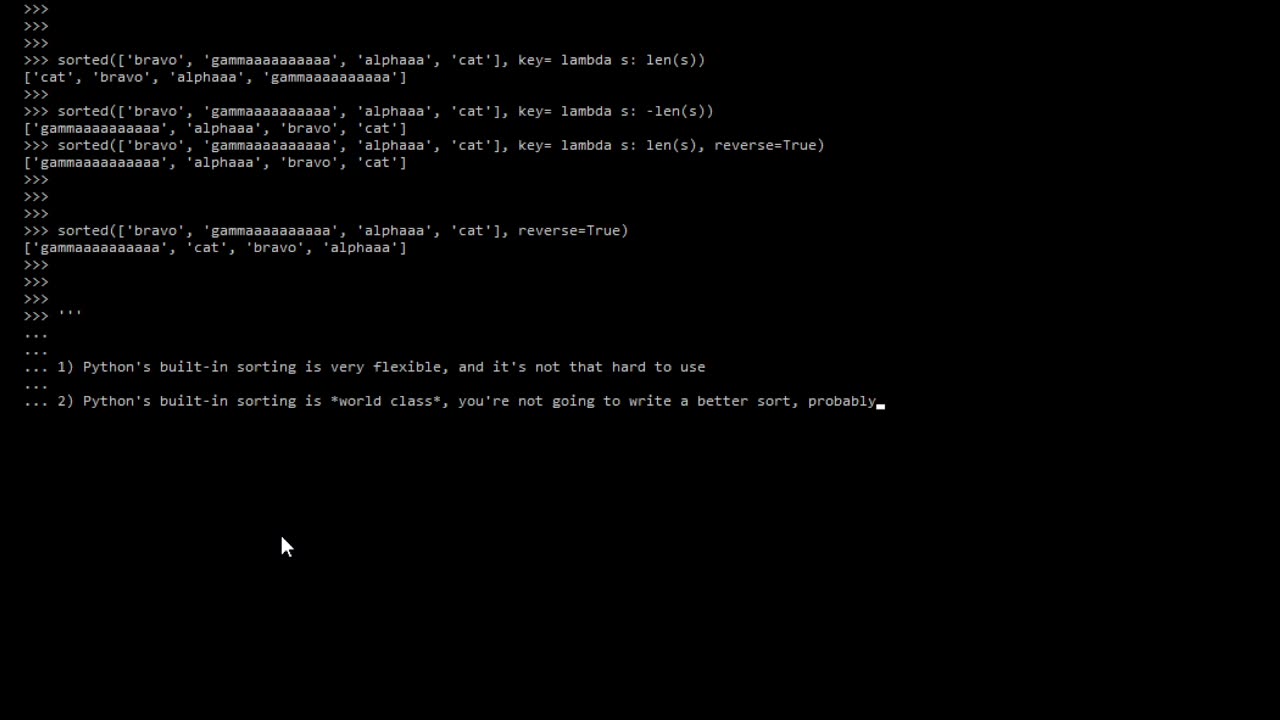 >>>
>>>
>>>
>>> sorted(['bravo', 'gammaaaaaaaaaa', 'alphaaa', 'cat'], key= lambda s: len(s))
['cat', 'bravo', 'alphaaa', 'gammaaaaaaaaaa']
>>>
>>> sorted(['bravo', 'gammaaaaaaaaaa', 'alphaaa', 'cat'], key= lambda s: -len(s))
['gammaaaaaaaaaa', 'alphaaa', 'bravo', 'cat']
>>> sorted(['bravo', 'gammaaaaaaaaaa', 'alphaaa', 'cat'], key= lambda s: len(s), reverse=True)
['gammaaaaaaaaaa', 'alphaaa', 'bravo', 'cat']
>>>
>>>
>>>
>>> sorted(['bravo', 'gammaaaaaaaaaa', 'alphaaa', 'cat'], reverse=True)
['gammaaaaaaaaaa', 'cat', 'bravo', 'alphaaa']
>>>
>>>
>>>
>>> '''
...
...
... 1) Python's built-in sorting is very flexible, and it's not that hard to use
...
... 2) Python's built-in sorting is *world class*, you're not going to write a better sort, probably